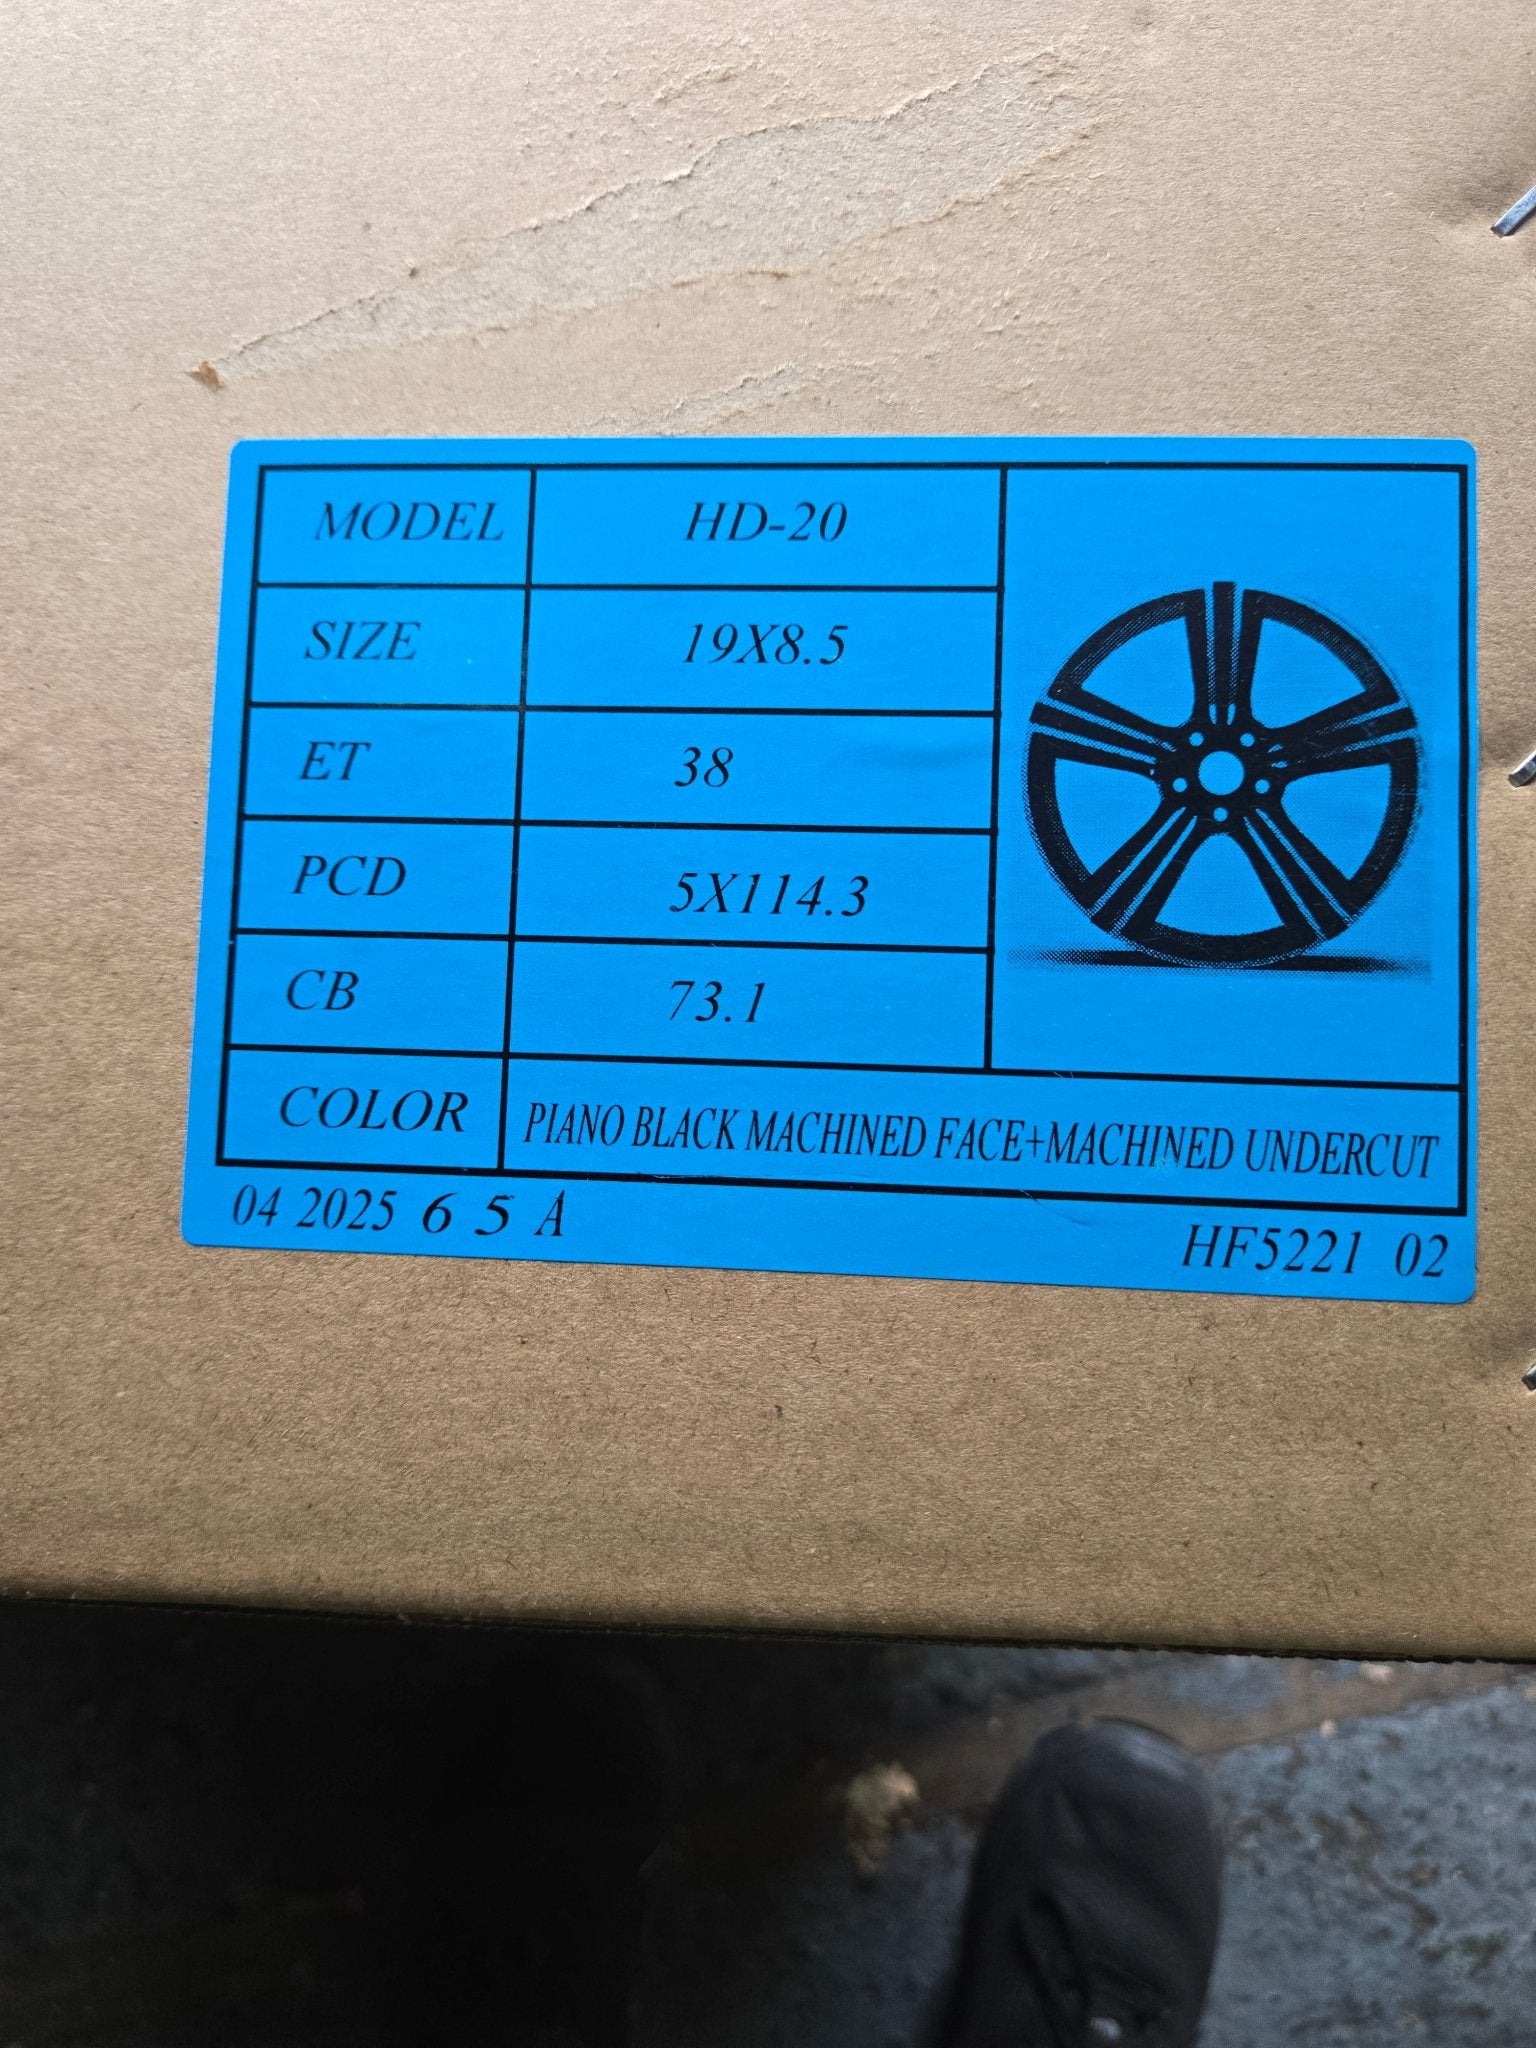 MODEL HD-20
SIZE 19X8.5
ET 38
PCD 5X114.3
CB 73.1
COLOR PIANO BLACK MACHINED FACE+MACHINED UNDERCUT
04 2025 6 5 A HF5221 02